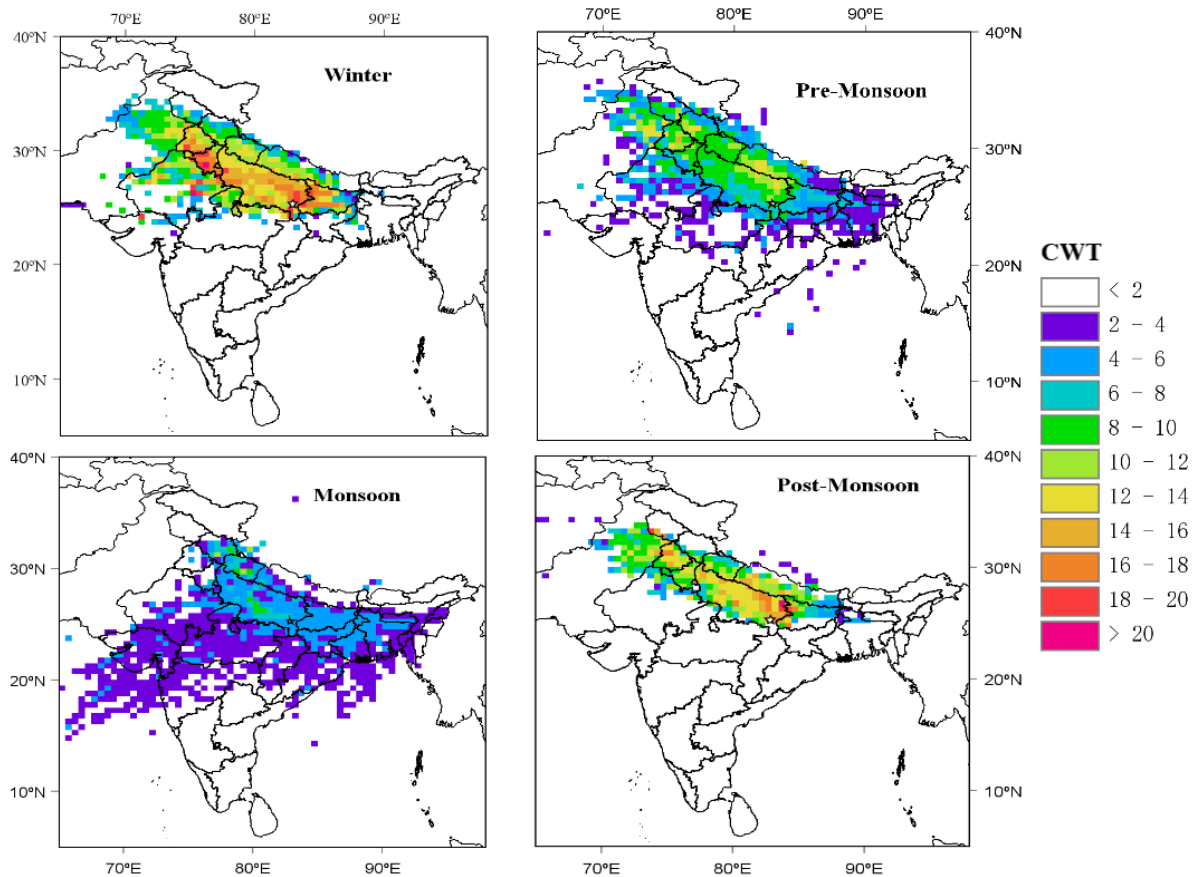 70ºE 80ºE 90ºE
70ºE 80ºE 90ºE
40ºN
Winter
30ºN
20ºN
10ºN
40ºN
Pre-Monsoon
30ºN
20ºN
10ºN
CWT
< 2
2 - 4
4 - 6
6 - 8
8 - 10
10 - 12
12 - 14
14 - 16
16 - 18
18 - 20
> 20
40ºN
Monsoon
30ºN
20ºN
10ºN
70ºE 80ºE 90ºE
Post-Monsoon
40ºN
30ºN
20ºN
10ºN
70ºE 80ºE 90ºE